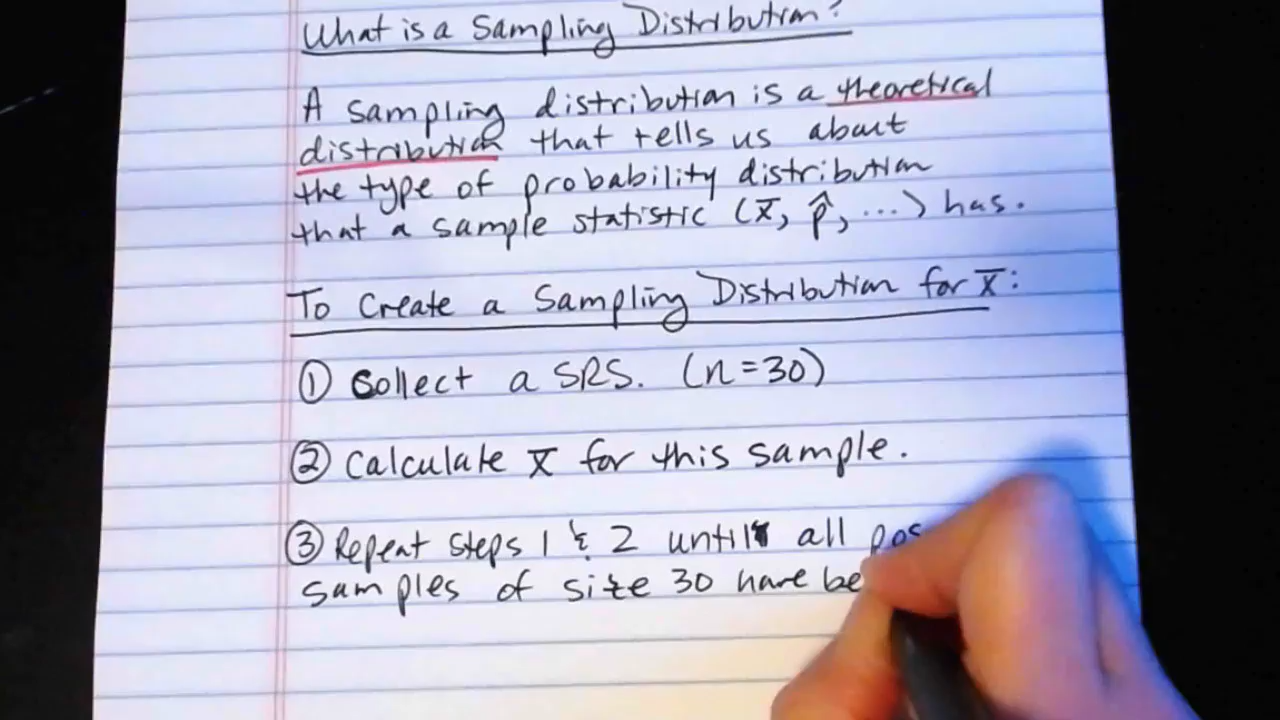 What is a Sampling Distribution?
A sampling distribution is a theoretical
distribution that tells us about
the type of probability distribution
that a sample statistic (x̄, p̂, ...) has.
To Create a Sampling Distribution for x̄:
① Collect a SRS. (n=30)
② Calculate x̄ for this sample.
③ Repeat steps 1 & 2 until all pos
samples of size 30 have be